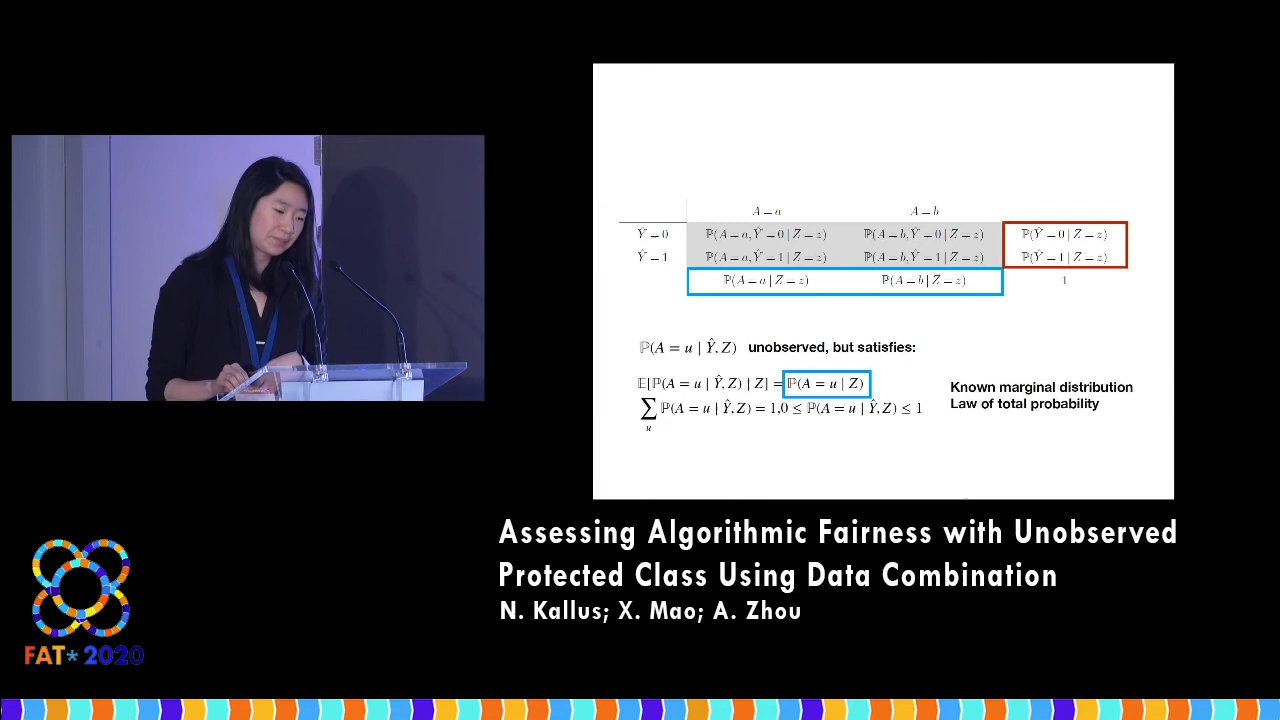 A = a A = b
Ŷ = 0 ℙ(A = a, Ŷ = 0 | Z = z) ℙ(A = b, Ŷ = 0 | Z = z) ℙ(Ŷ = 0 | Z = z)
Ŷ = 1 ℙ(A = a, Ŷ = 1 | Z = z) ℙ(A = b, Ŷ = 1 | Z = z) ℙ(Ŷ = 1 | Z = z)
ℙ(A = a | Z = z) ℙ(A = b | Z = z) 1
ℙ(A = u | Ŷ, Z) unobserved, but satisfies:
𝔼[ℙ(A = u | Ŷ, Z) | Z] = ℙ(A = u | Z)
Known marginal distribution
∑ ℙ(A = u | Ŷ, Z) = 1,0 ≤ ℙ(A = u | Ŷ, Z) ≤ 1
u
Law of total probability
Assessing Algorithmic Fairness with Unobserved
Protected Class Using Data Combination
N. Kallus; X. Mao; A. Zhou
FAT* 2020